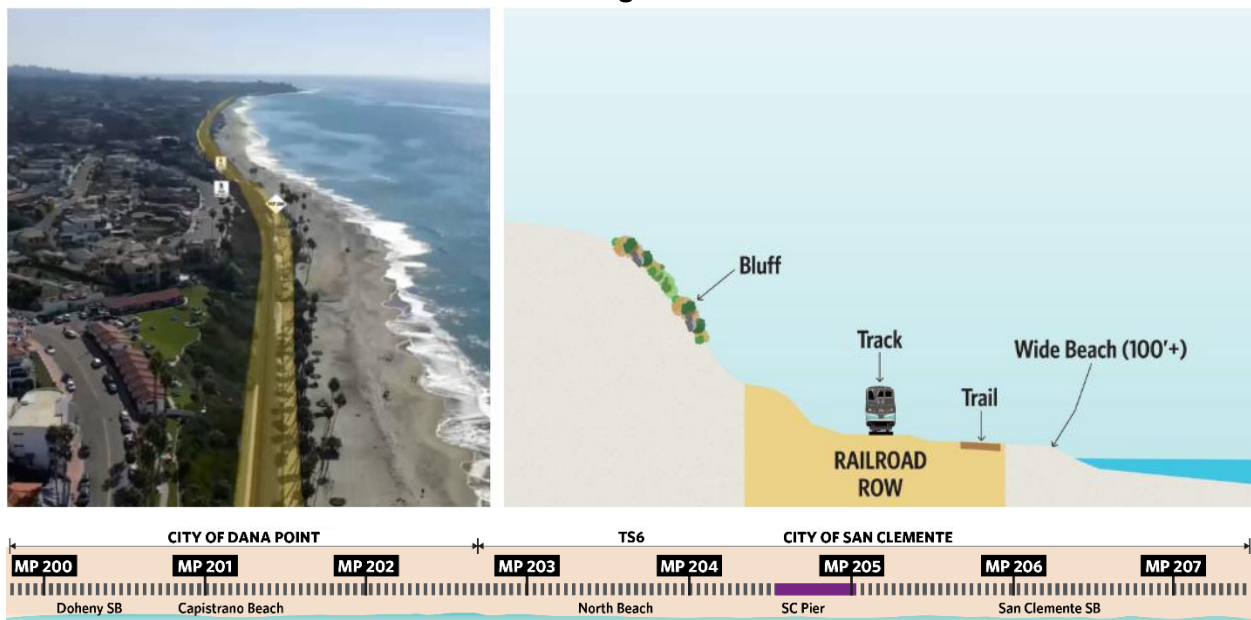 Bluff
Track
Wide Beach (100'+)
Trail
RAILROAD
ROW
CITY OF DANA POINT
TS6
CITY OF SAN CLEMENTE
MP 200
MP 201
MP 202
MP 203
MP 204
MP 205
MP 206
MP 207
Doheny SB
Capistrano Beach
North Beach
SC Pier
San Clemente SB